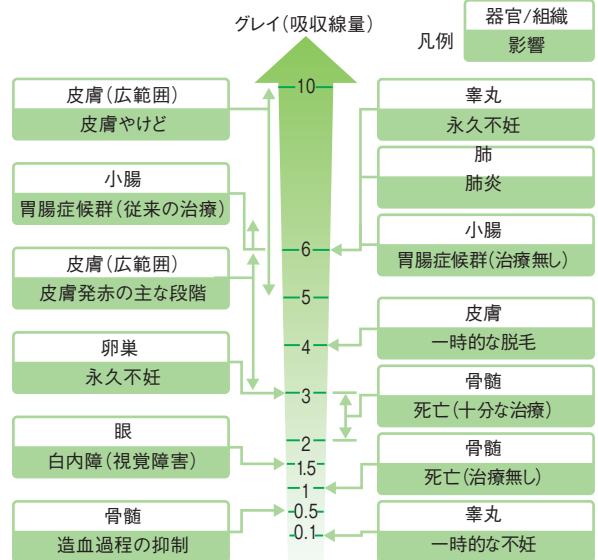 グレイ(吸収線量)
凡例
器官/組織
影響
皮膚(広範囲)
皮膚やけど
小腸
胃腸症候群(従来の治療)
皮膚(広範囲)
皮膚発赤の主な段階
卵巣
永久不妊
眼
白内障(視覚障害)
骨髄
造血過程の抑制
10
6
5
4
3
2
1.5
1
0.5
0.1
睾丸
永久不妊
肺
肺炎
小腸
胃腸症候群(治療無し)
皮膚
一時的な脱毛
骨髄
死亡(十分な治療)
骨髄
死亡(治療無し)
睾丸
一時的な不妊